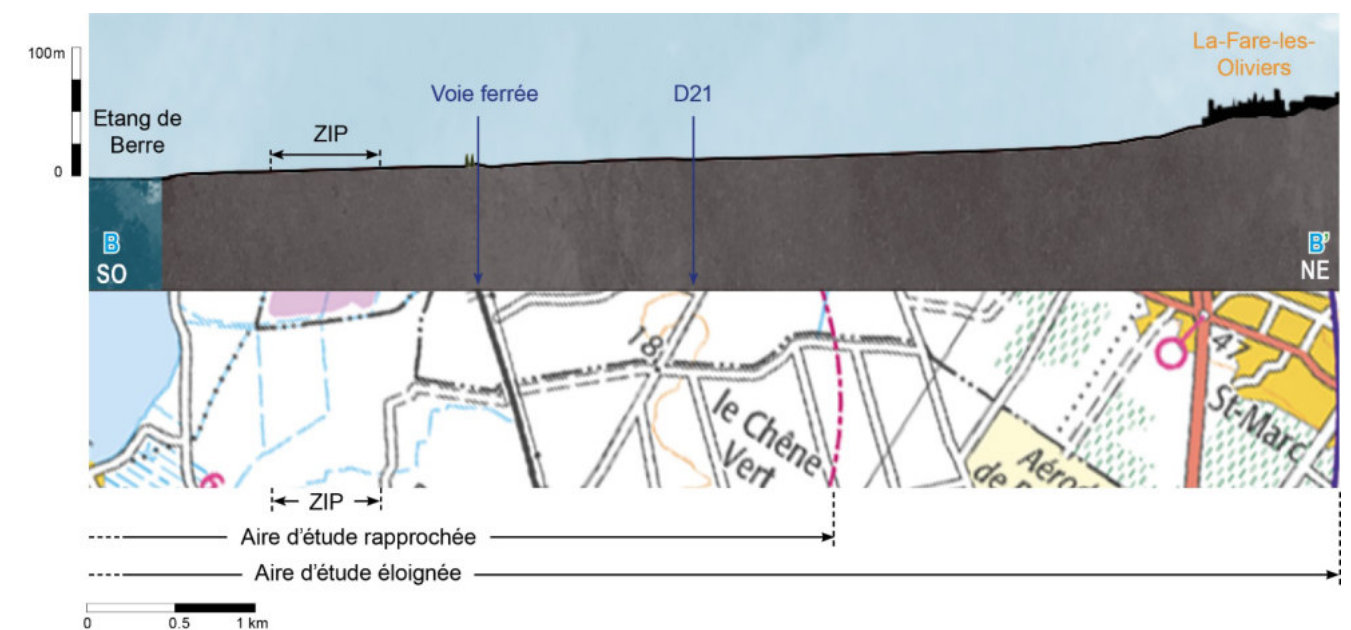 La-Fare-les-
Oliviers
100m
Voie ferrée
D21
Etang de
Berre
ZIP
0
B
SO
B'
NE
18
47
le Chêne
Vert
St-Marc
Aéro
de
ZIP
Aire d'étude rapprochée
Aire d'étude éloignée
0
0.5
1 km